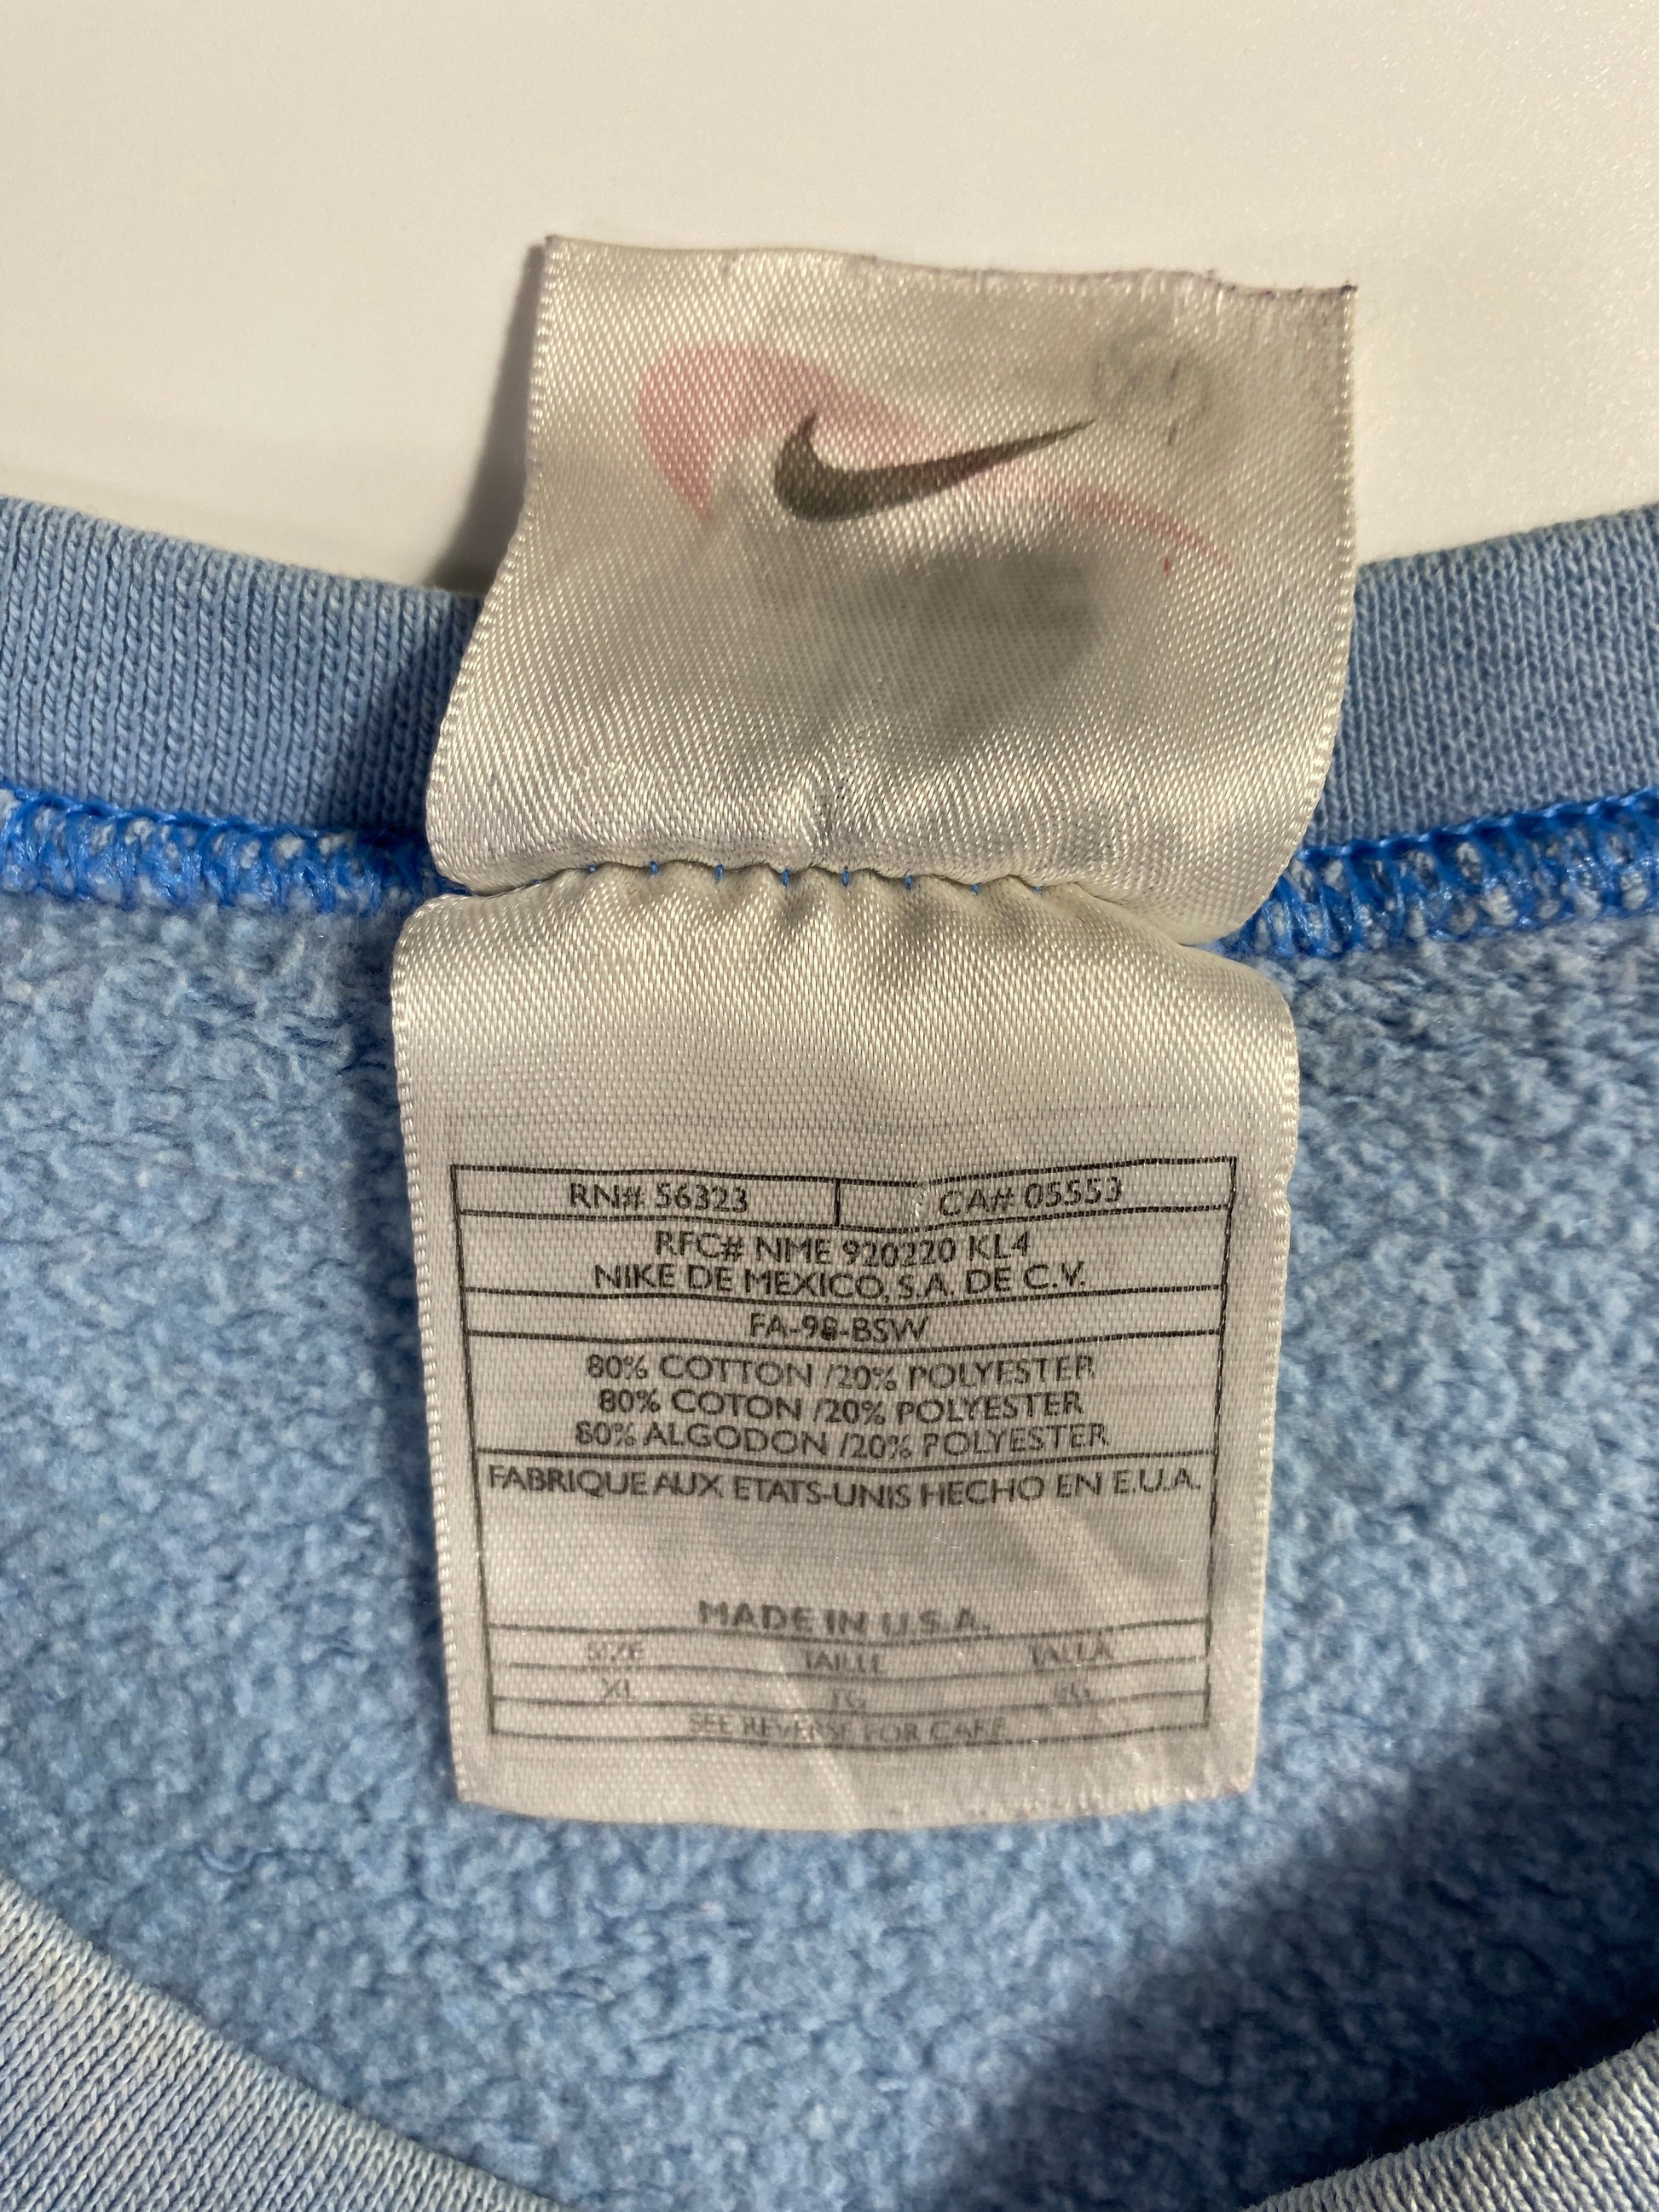 RN# 56323 CA# 05553
RFC# NME 920220 KL4
NIKE DE MEXICO, S.A. DE C.V.
FA-98-BSW
80% COTTON /20% POLYESTER
80% COTON /20% POLYESTER
80% ALGODON /20% POLYESTER
FABRIQUE AUX ETATS-UNIS HECHO EN E.U.A.
MADE IN U.S.A.
SIZE TAILLE TALLA
XL TG
SEE REVERSE FOR CARE